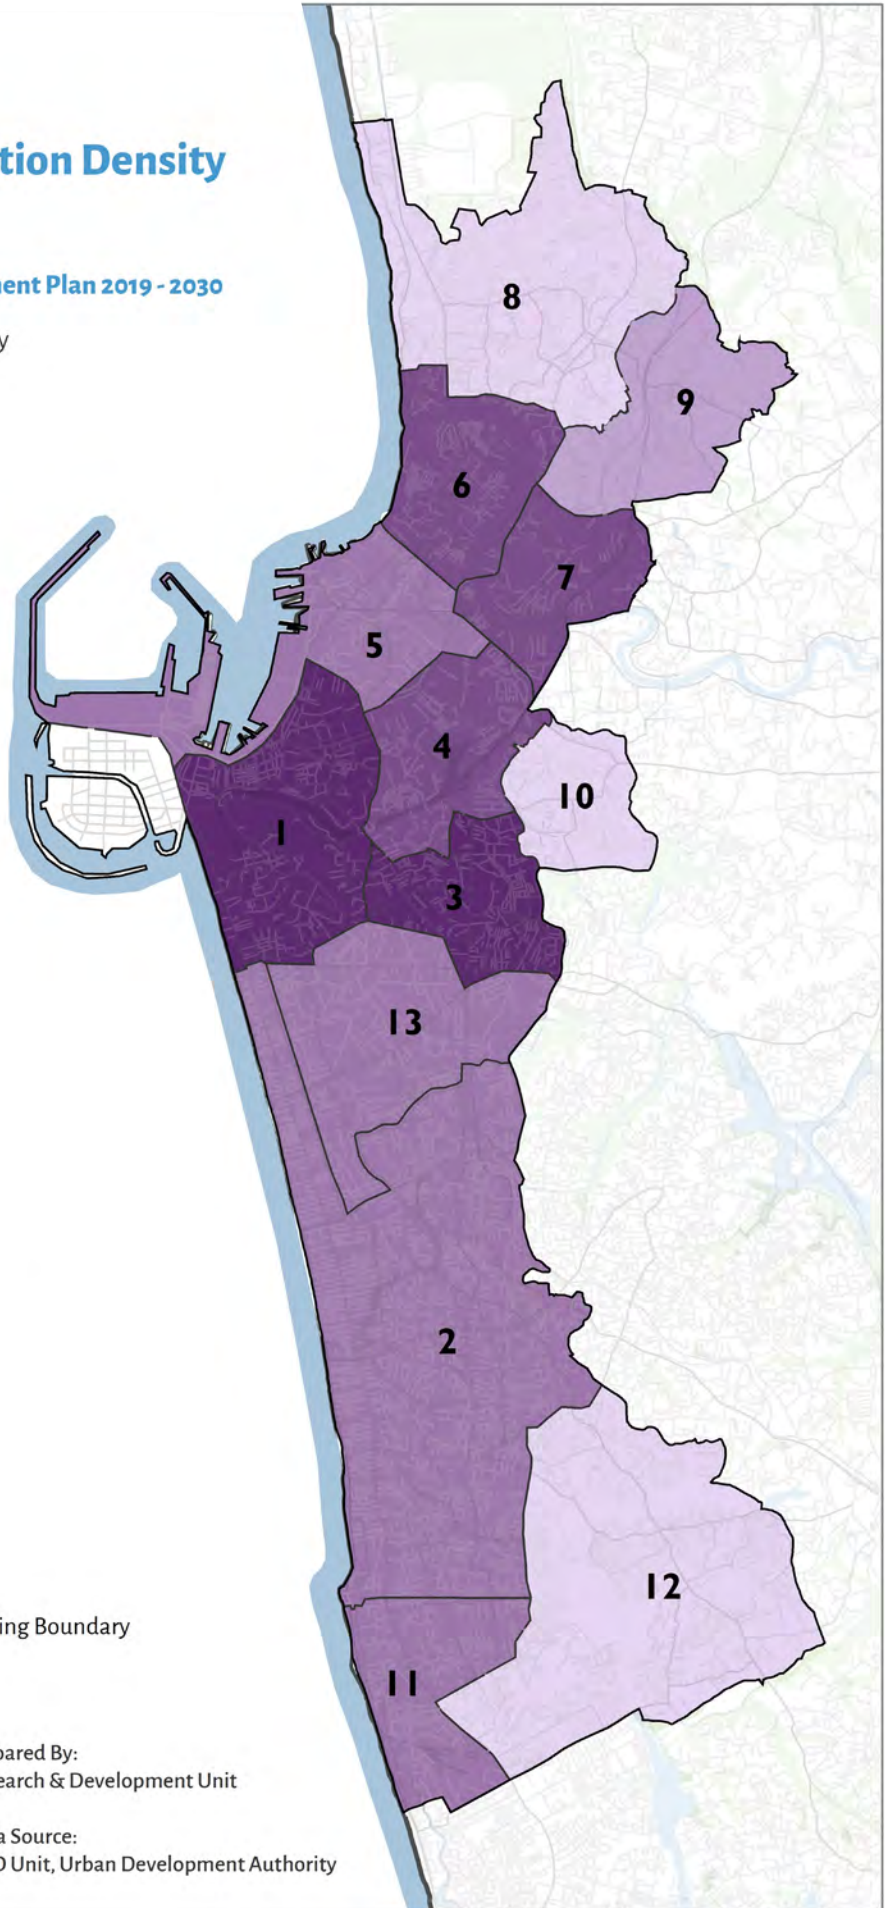 tion Density
ent Plan 2019 - 2030
y
8
9
6
7
5
4
10
1
3
13
2
12
ing Boundary
11
ared By:
earch & Development Unit
a Source:
D Unit, Urban Development Authority